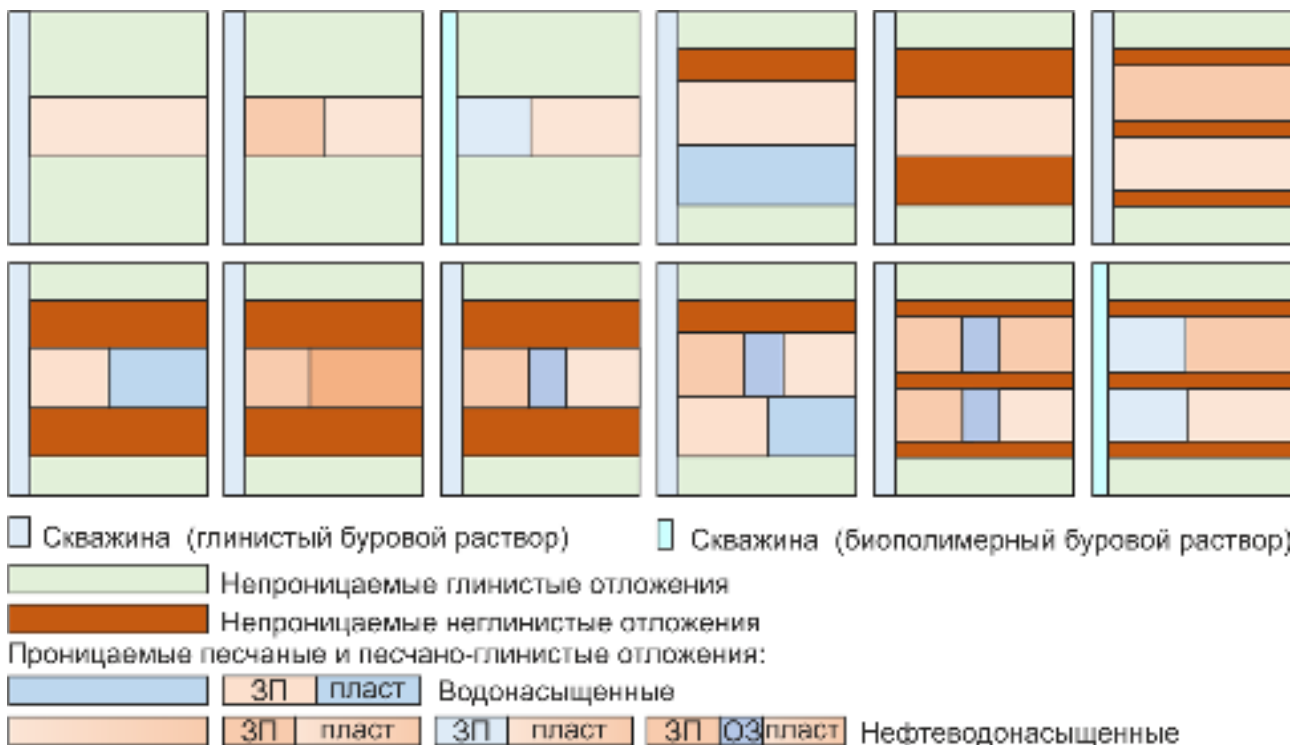 Скважина (глинистый буровой раствор)
Скважина (биополимерный буровой раствор)
Непроницаемые глинистые отложения
Непроницаемые неглинистые отложения
Проницаемые песчаные и песчано-глинистые отложения:
ЗП пласт Водонасыщенные
ЗП пласт ЗП пласт ЗП ОЗ пласт Нефтеводонасыщенные